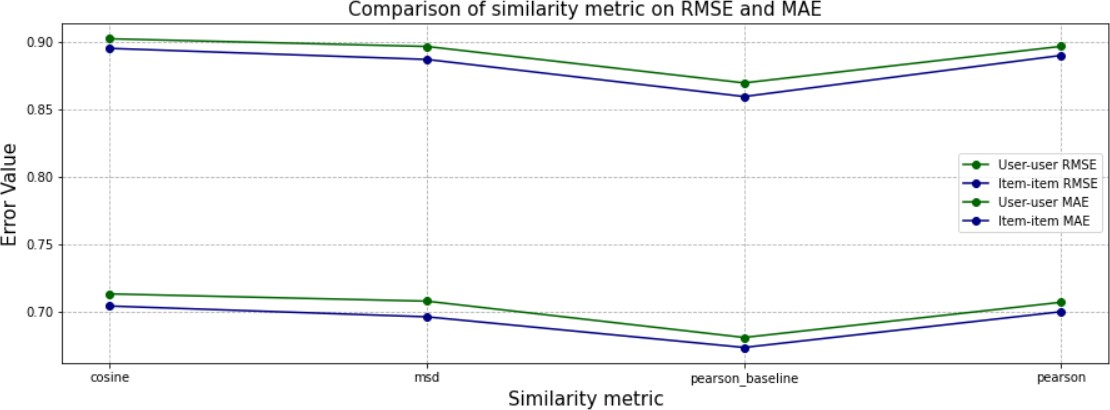 Comparison of similarity metric on RMSE and MAE
Error Value
0.90
0.85
0.80
0.75
0.70
User-user RMSE
Item-item RMSE
User-user MAE
Item-item MAE
cosine msd pearson_baseline pearson
Similarity metric